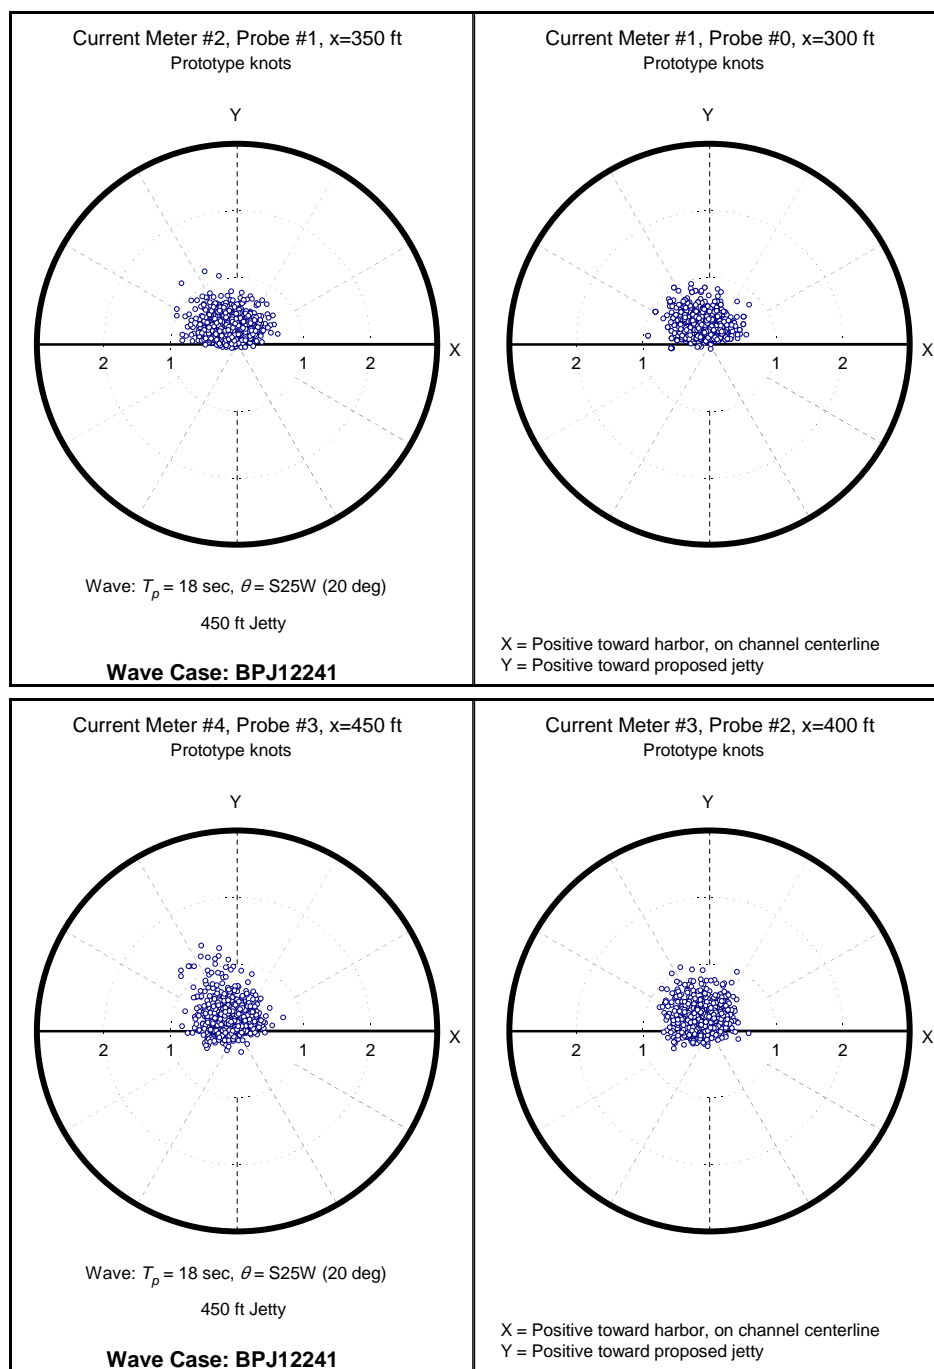 Current Meter #2, Probe #1, x=350 ft
Prototype knots
Y
X
2
1
1
2
Wave: Tp = 18 sec, θ = S25W (20 deg)
450 ft Jetty
Wave Case: BPJ12241
Current Meter #1, Probe #0, x=300 ft
Prototype knots
Y
X
2
1
1
2
X = Positive toward harbor, on channel centerline
Y = Positive toward proposed jetty
Current Meter #4, Probe #3, x=450 ft
Prototype knots
Y
X
2
1
1
2
Wave: Tp = 18 sec, θ = S25W (20 deg)
450 ft Jetty
Wave Case: BPJ12241
Current Meter #3, Probe #2, x=400 ft
Prototype knots
Y
X
2
1
1
2
X = Positive toward harbor, on channel centerline
Y = Positive toward proposed jetty